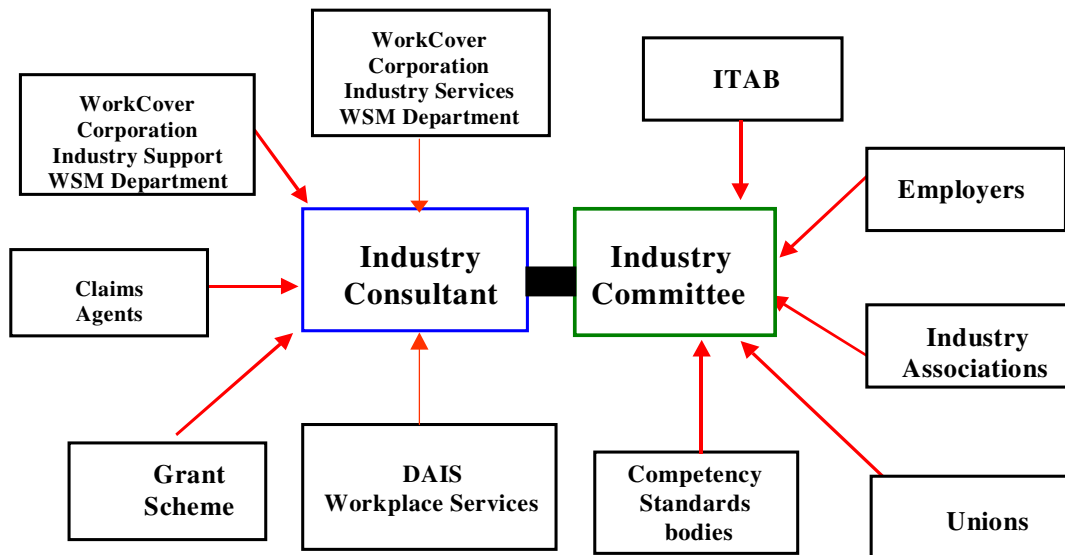 WorkCover
Corporation
Industry Services
WSM Department
ITAB
WorkCover
Corporation
Industry Support
WSM Department
Employers
Industry
Consultant
Industry
Committee
Claims
Agents
Industry
Associations
Grant
Scheme
DAIS
Workplace Services
Competency
Standards
bodies
Unions